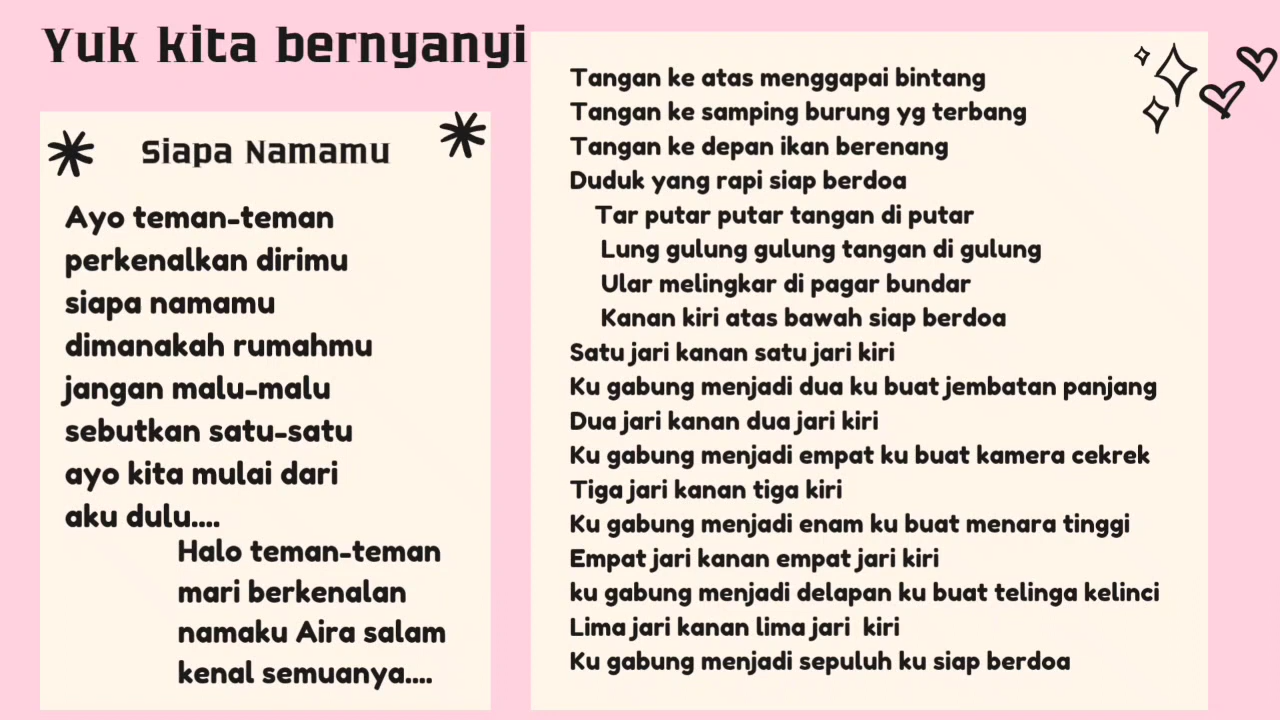 Yuk kita bernyanyi
Siapa Namamu
Ayo teman-teman
perkenalkan dirimu
siapa namamu
dimanakah rumahmu
jangan malu-malu
sebutkan satu-satu
ayo kita mulai dari
aku dulu....
Halo teman-teman
mari berkenalan
namaku Aira salam
kenal semuanya....
Tangan ke atas menggapai bintang
Tangan ke samping burung yg terbang
Tangan ke depan ikan berenang
Duduk yang rapi siap berdoa
Tar putar putar tangan di putar
Lung gulung gulung tangan di gulung
Ular melingkar di pagar bundar
Kanan kiri atas bawah siap berdoa
Satu jari kanan satu jari kiri
Ku gabung menjadi dua ku buat jembatan panjang
Dua jari kanan dua jari kiri
Ku gabung menjadi empat ku buat kamera cekrek
Tiga jari kanan tiga kiri
Ku gabung menjadi enam ku buat menara tinggi
Empat jari kanan empat jari kiri
ku gabung menjadi delapan ku buat telinga kelinci
Lima jari kanan lima jari  kiri
Ku gabung menjadi sepuluh ku siap berdoa